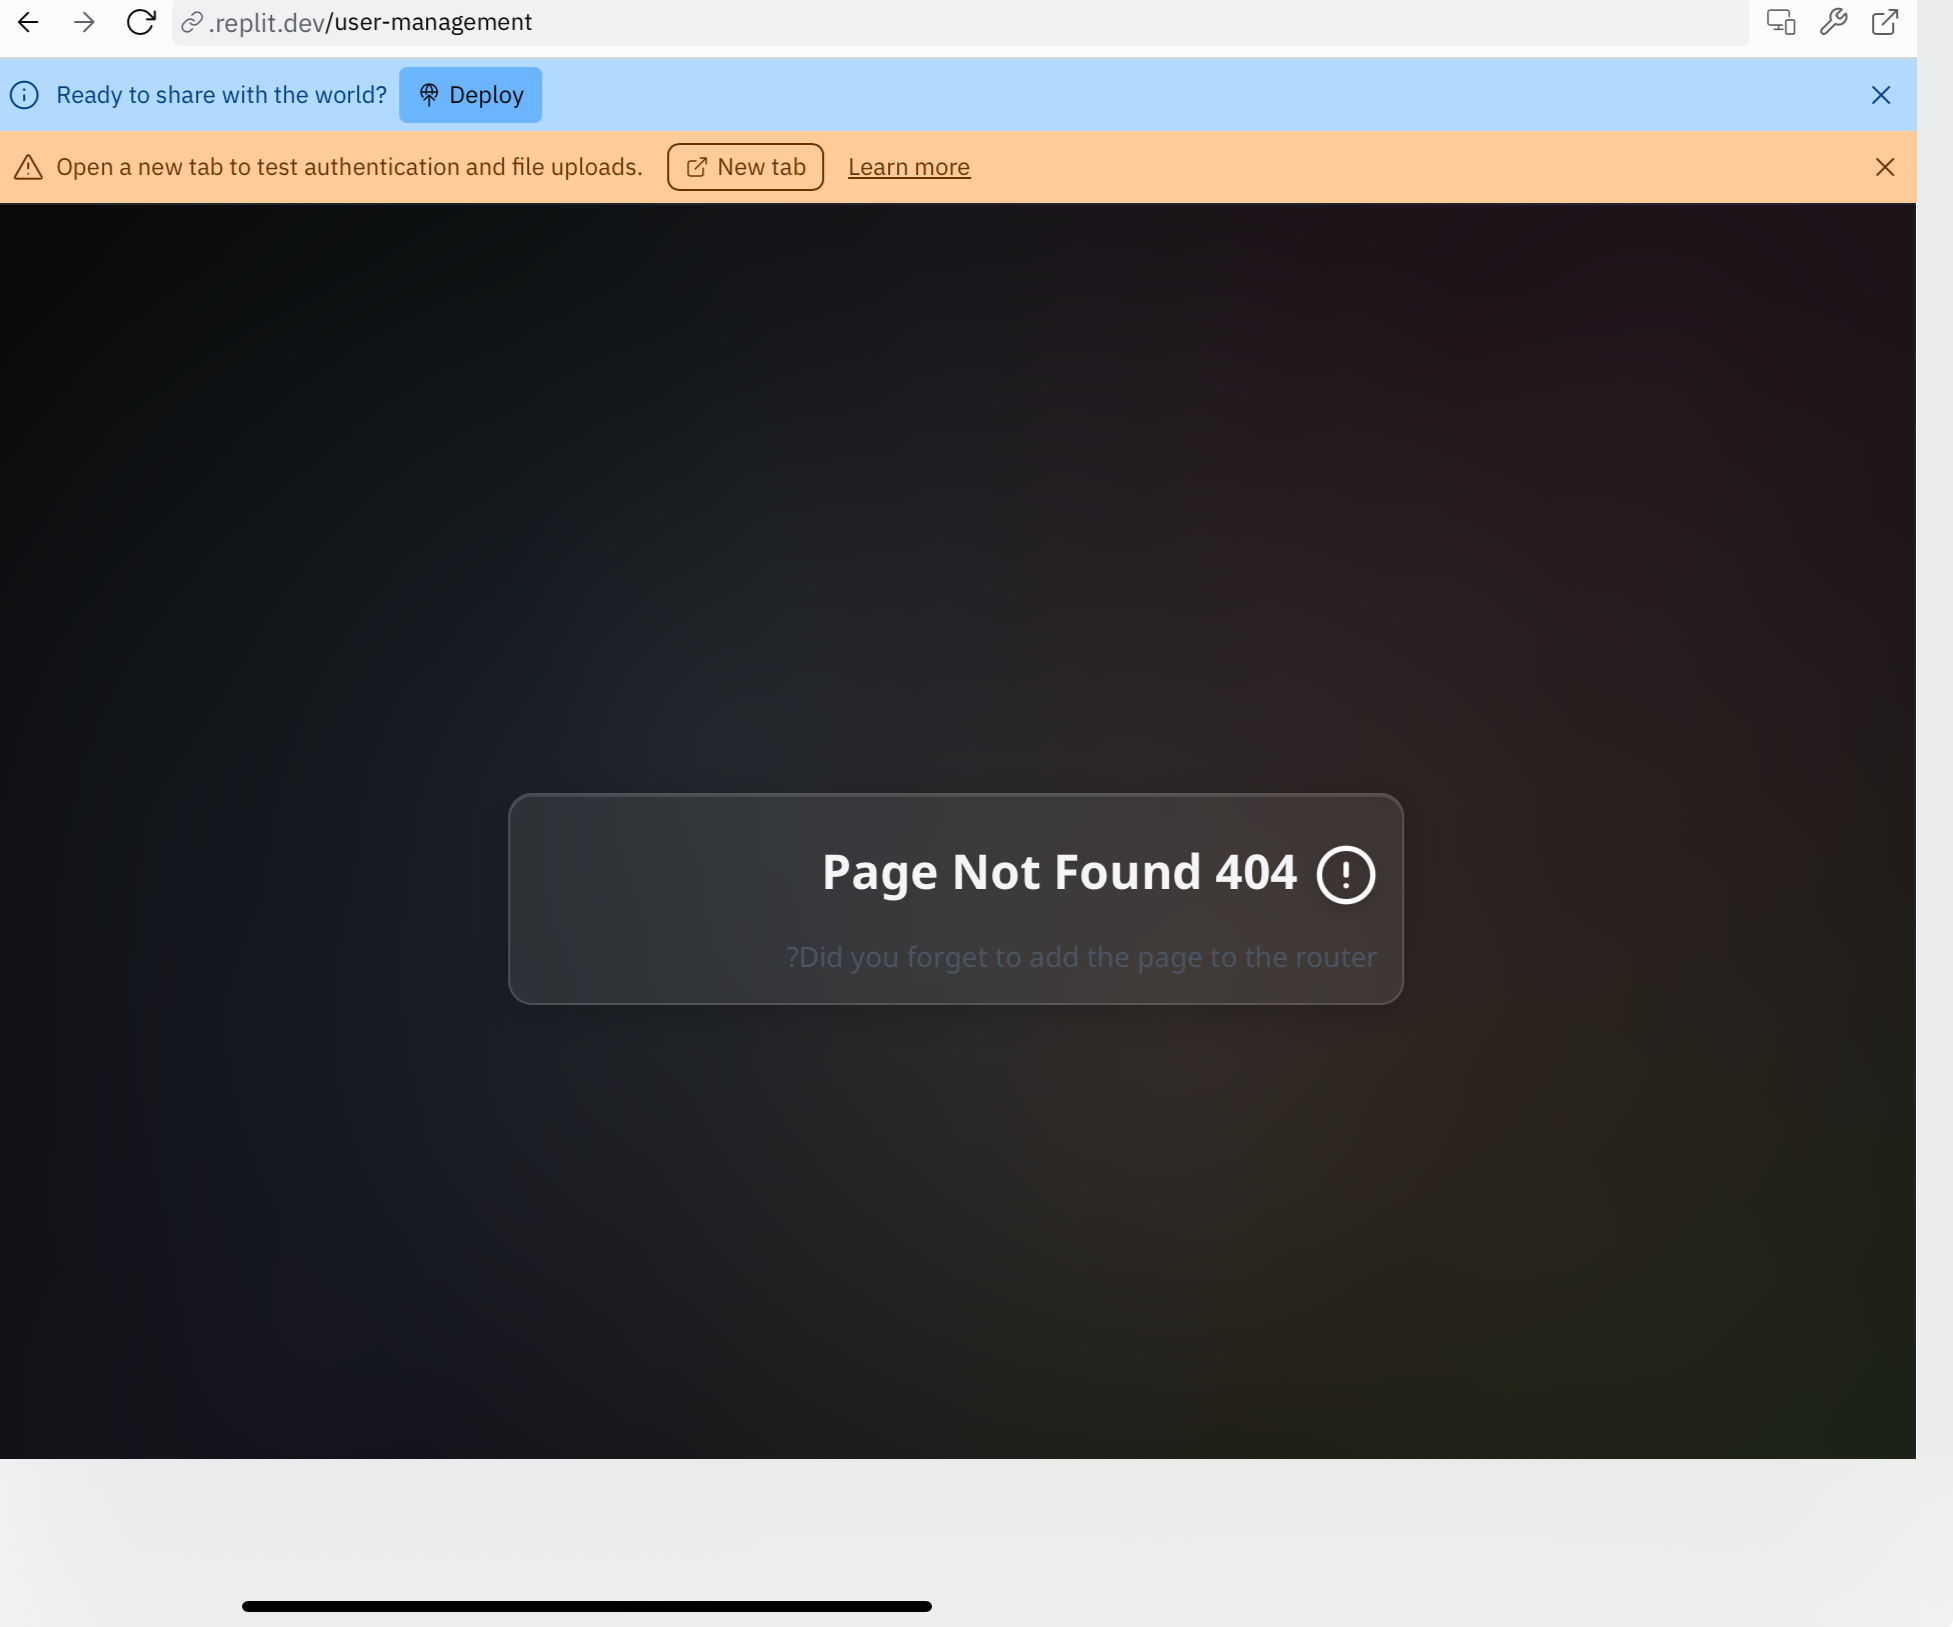 .replit.dev/user-management
Ready to share with the world? Deploy
Open a new tab to test authentication and file uploads. New tab Learn more
Page Not Found 404
?Did you forget to add the page to the router